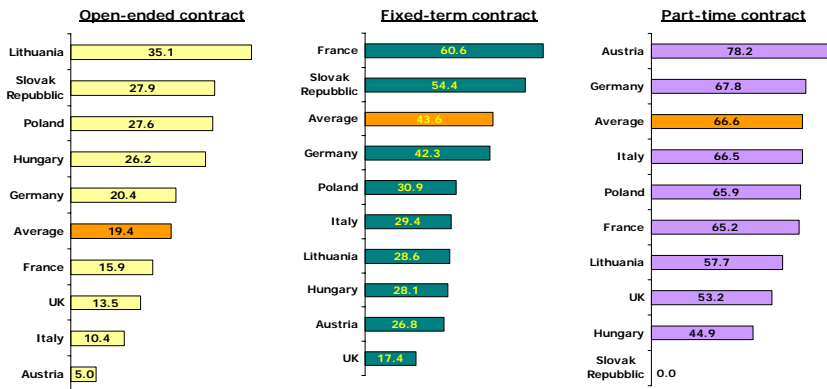 Open-ended contract
Lithuania 35.1
Slovak
Repubblic 27.9
Poland 27.6
Hungary 26.2
Germany 20.4
Average 19.4
France 15.9
UK 13.5
Italy 10.4
Austria 5.0
Fixed-term contract
France 60.6
Slovak
Repubblic 54.4
Average 43.6
Germany 42.3
Poland 30.9
Italy 29.4
Lithuania 28.6
Hungary 28.1
Austria 26.8
UK 17.4
Part-time contract
Austria 78.2
Germany 67.8
Average 66.6
Italy 66.5
Poland 65.9
France 65.2
Lithuania 57.7
UK 53.2
Hungary 44.9
Slovak
Repubblic 0.0